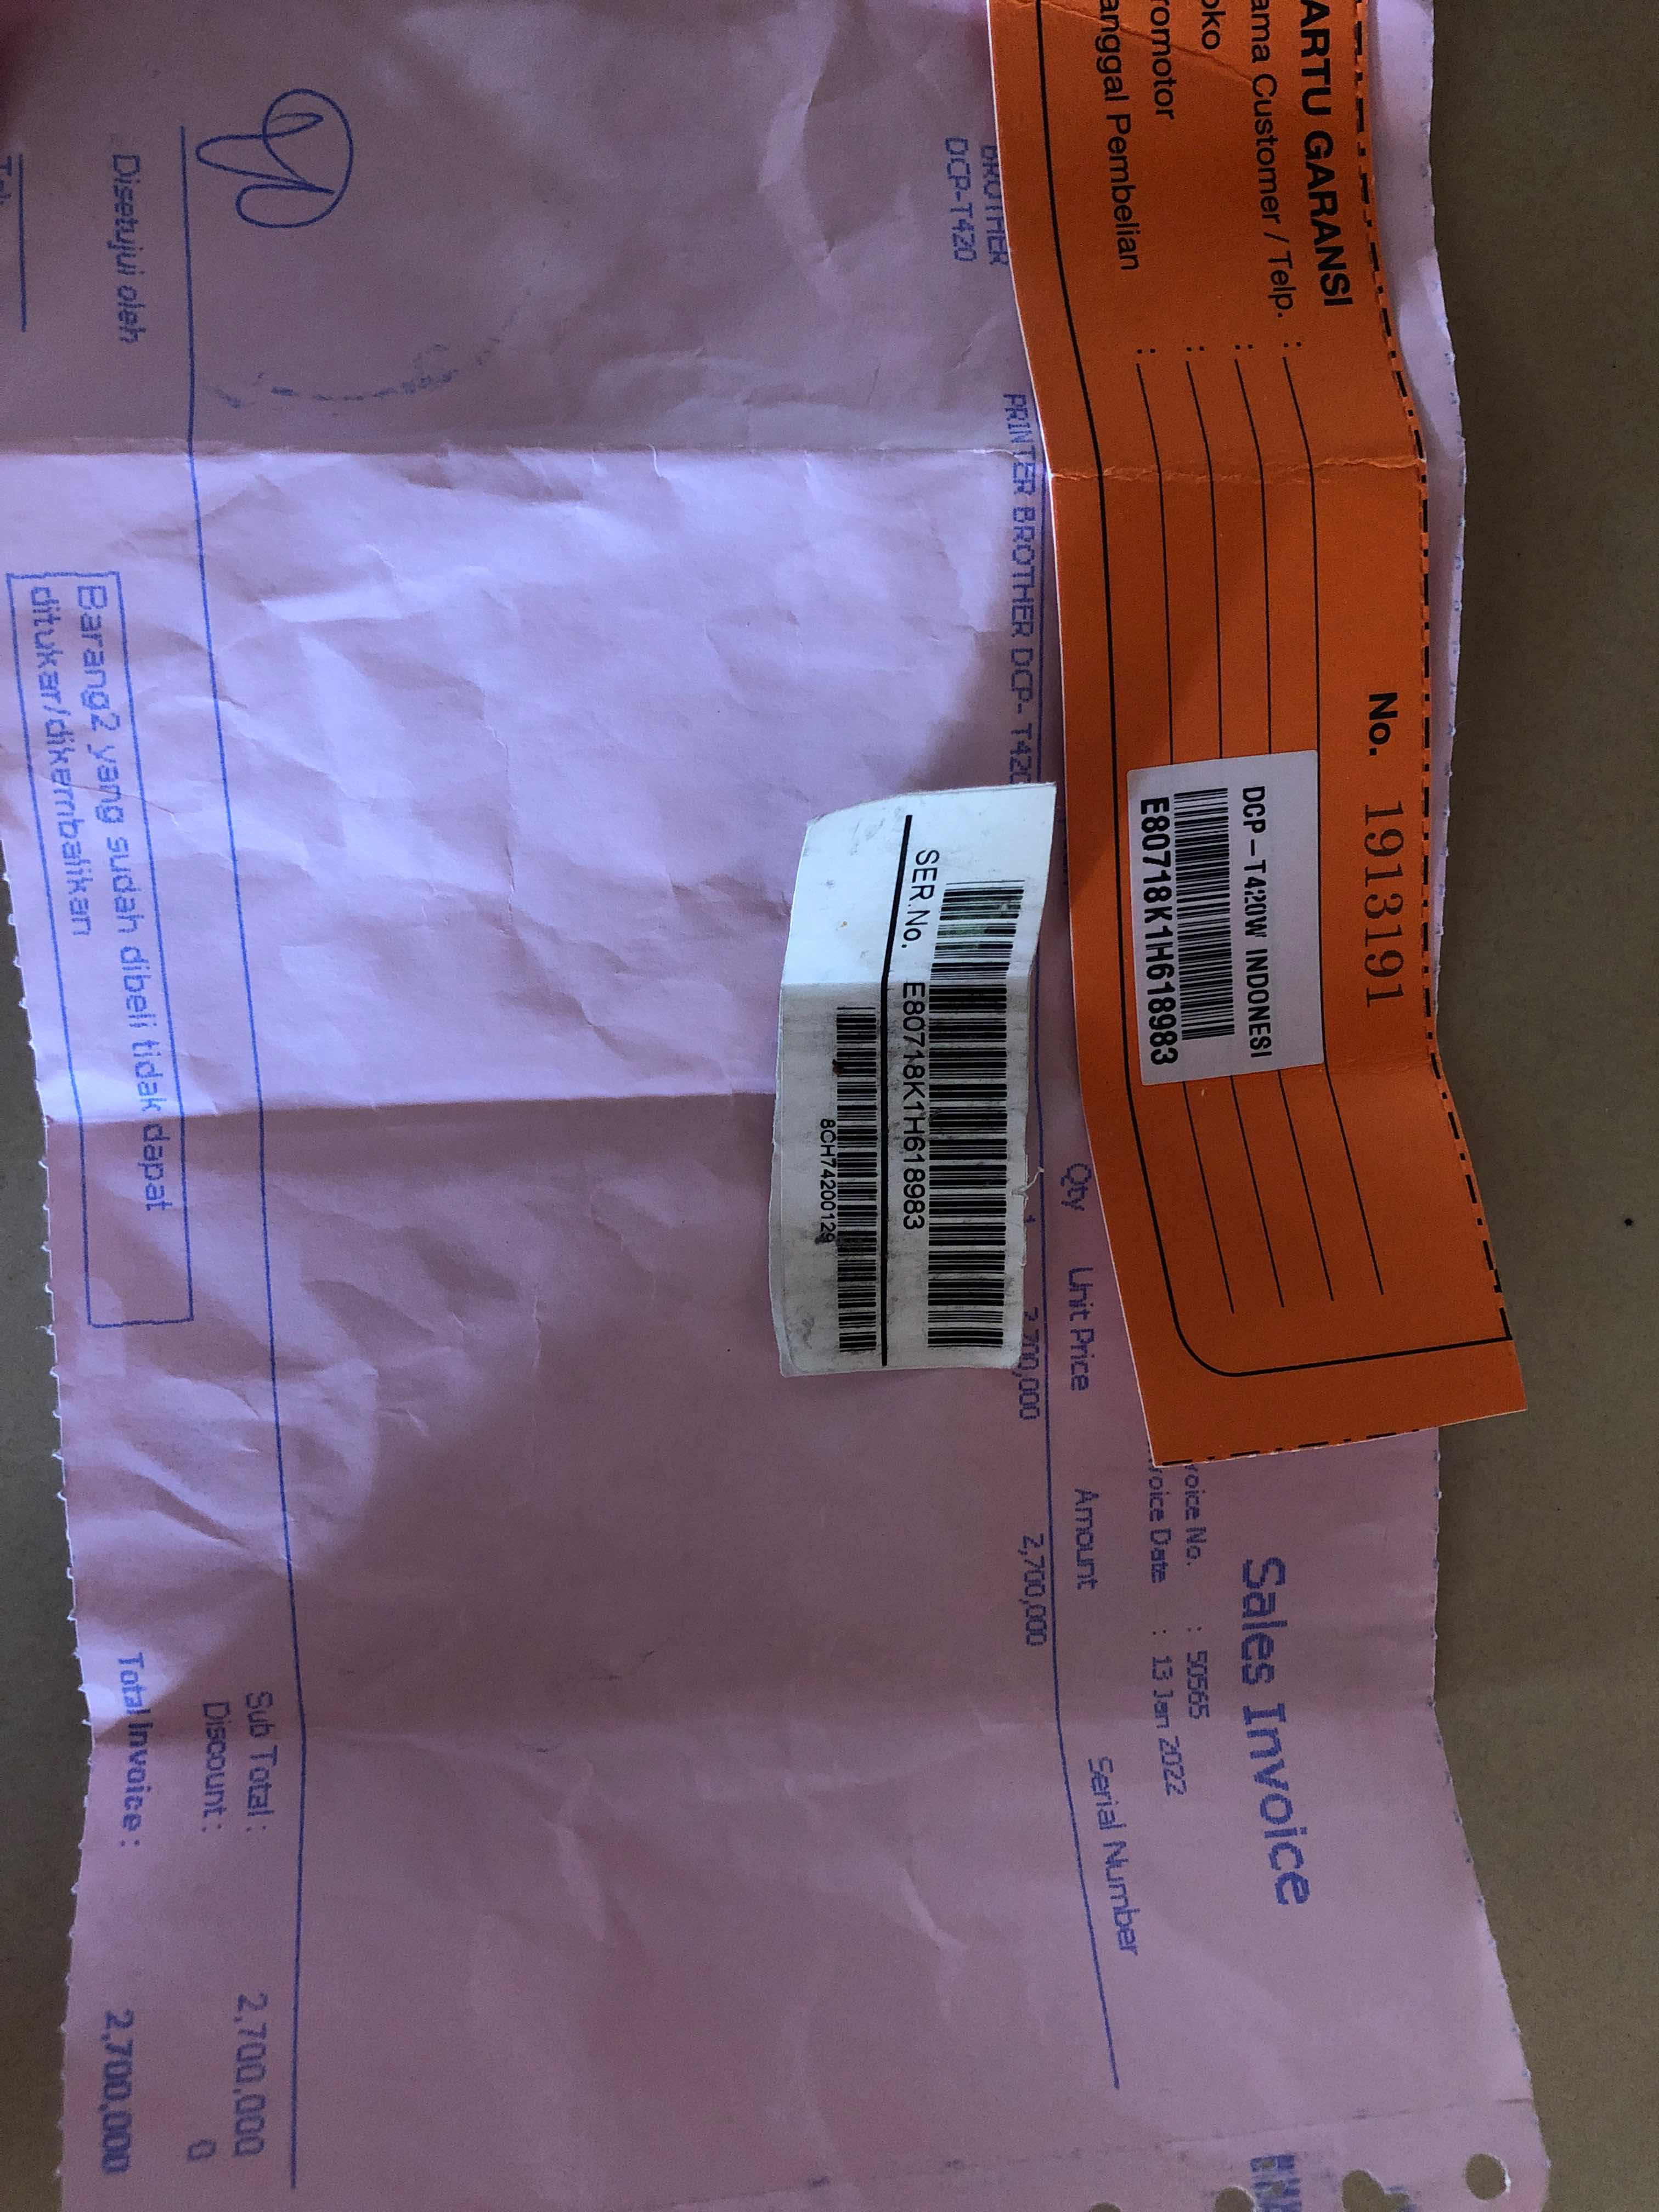 ARTU GARANSI
No. 1913191
ama Customer / Telp. :
oko :
romotor :
anggal Pembelian :
DCP-T420W INDONESI
E80718K1H618983
Sales Invoice
voice No. : 50565
voice Date : 13 Jan 2022
Qty Unit Price Amount Serial Number
BROTHER PRINTER BROTHER DCP- T420 1 2,700,000 2,700,000
DCP-T420
SER.No. E80718K1H618983
8CH74200129
Sub Total : 2,700,000
Discount : 0
Total Invoice : 2,700,000
Disetujui oleh
Barang2 yang sudah dibeli tidak dapat
ditukar/dikembalikan